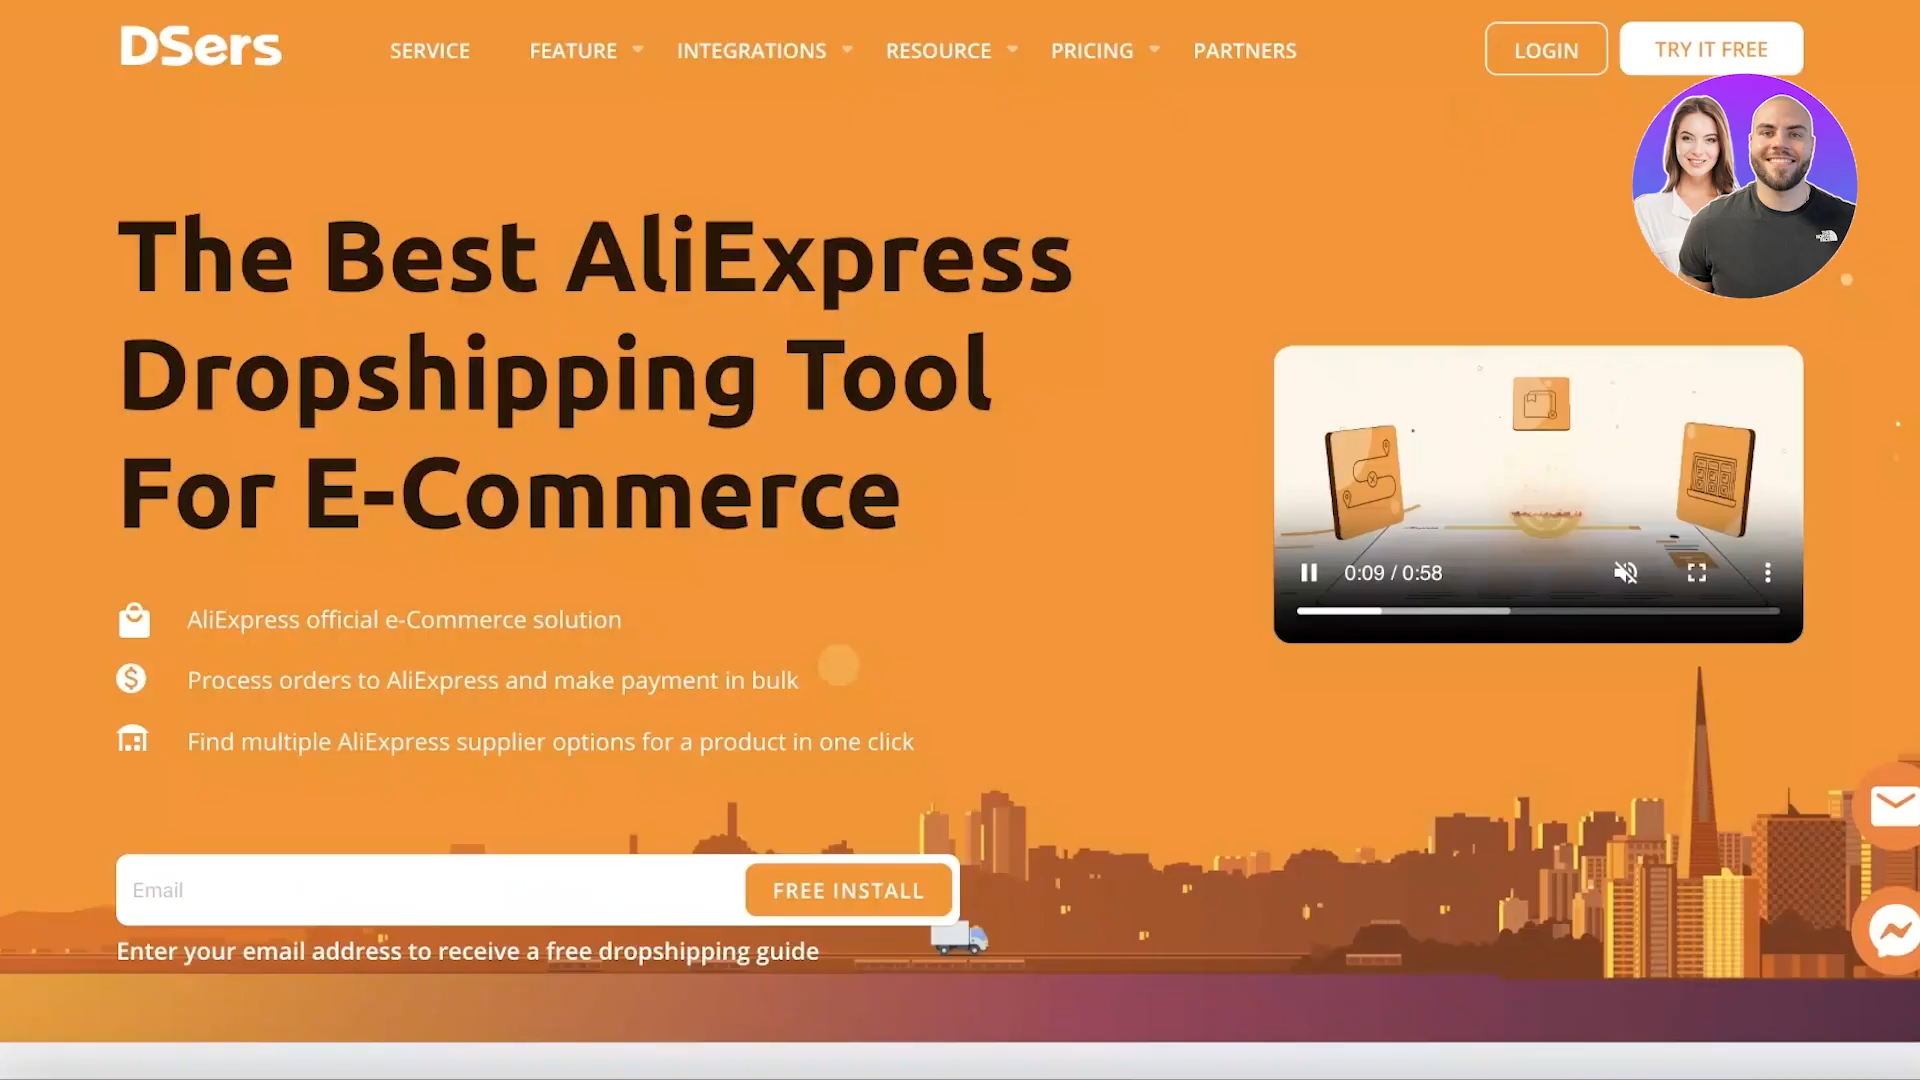 DSers
SERVICE
FEATURE
INTEGRATIONS
RESOURCE
PRICING
PARTNERS
LOGIN
TRY IT FREE
The Best AliExpress
Dropshipping Tool
For E-Commerce
0:09 / 0:58
AliExpress official e-Commerce solution
Process orders to AliExpress and make payment in bulk
Find multiple AliExpress supplier options for a product in one click
Email
FREE INSTALL
Enter your email address to receive a free dropshipping guide